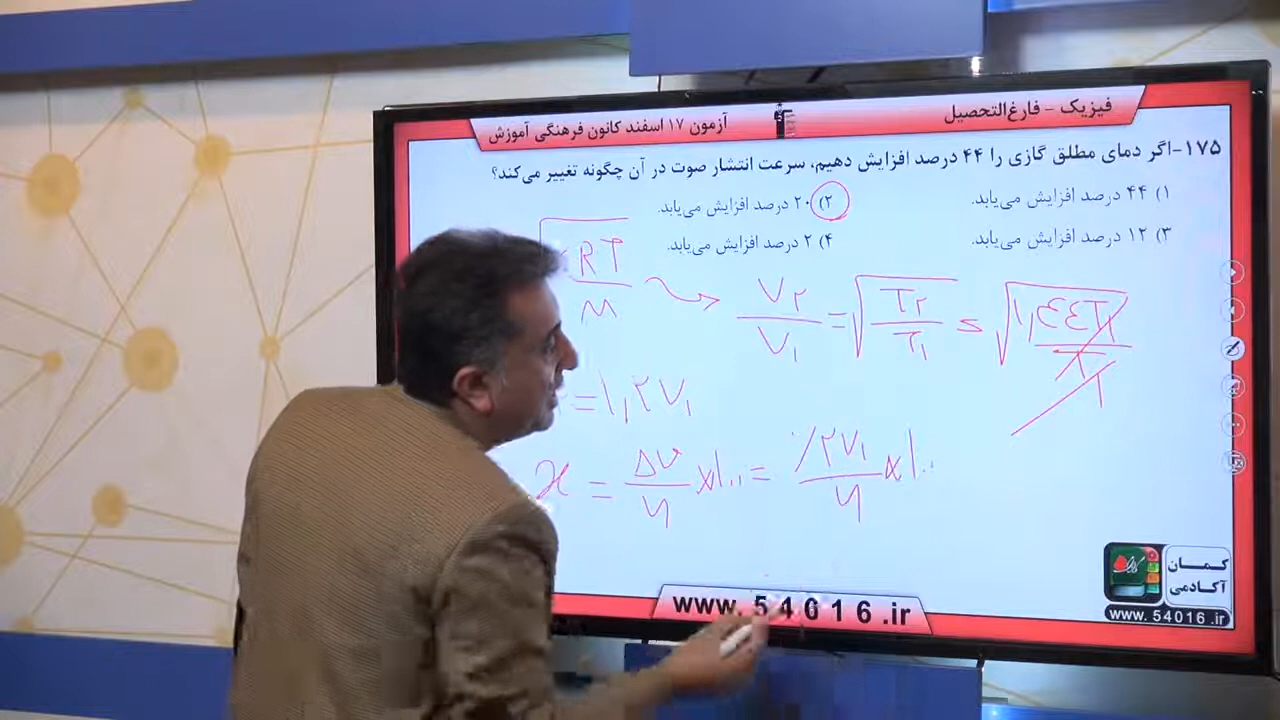 فیزیک - فارغ‌التحصیل
آزمون ۱۷ اسفند کانون فرهنگی آموزش
۱۷۵-اگر دمای مطلق گازی را ۴۴ درصد افزایش دهیم، سرعت انتشار صوت در آن چگونه تغییر می‌کند؟
۱) ۴۴ درصد افزایش می‌یابد.
۲) ۲۰ درصد افزایش می‌یابد.
۳) ۱۲ درصد افزایش می‌یابد.
۴) ۲ درصد افزایش می‌یابد.
RT / M
V۲ / V۱ = √(T۲ / T۱) = √(۱٫۴۴T۱ / T۱)
=۱٫۲V۱
x = ΔV / V۱ ×۱۰۰ = ٫۲V۱ / V۱ ×۱۰۰
کمان
آکادمی
www. 54016 .ir
www. 54016 .ir